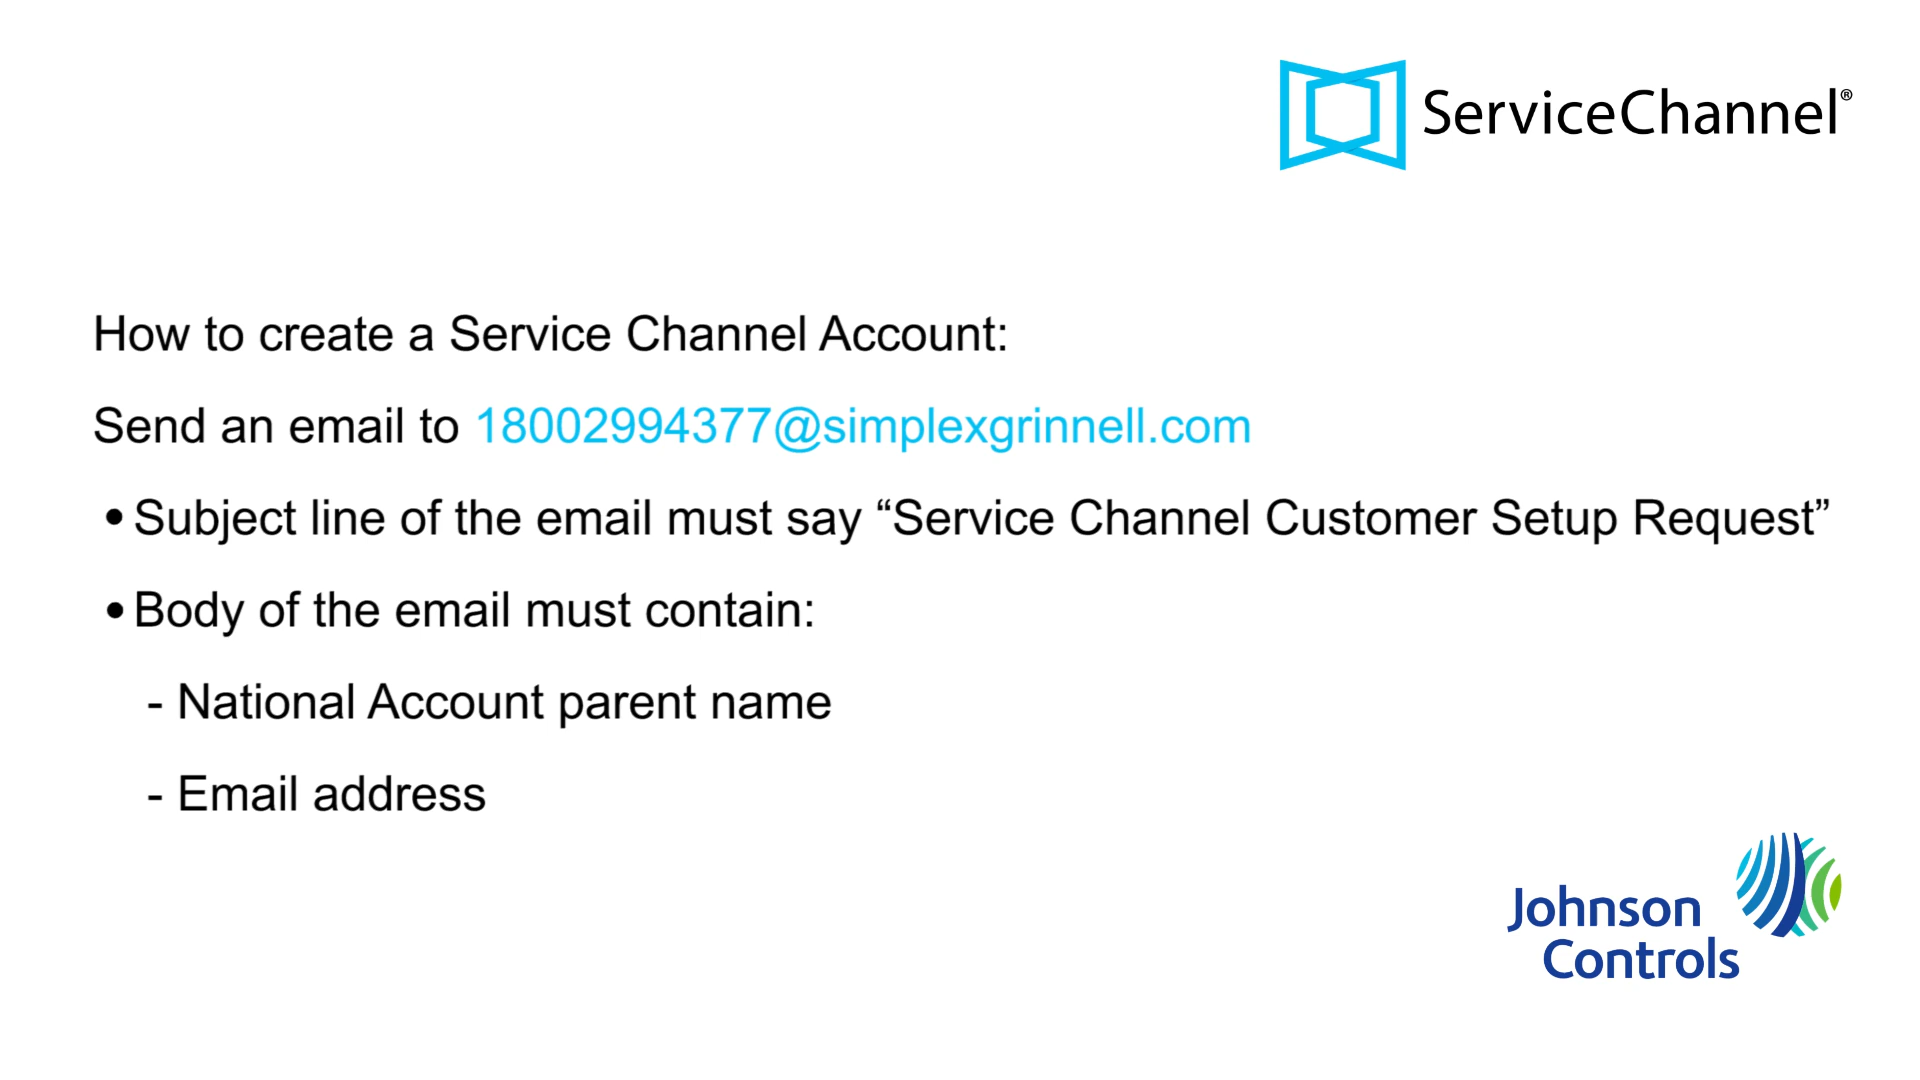 ServiceChannel®
How to create a Service Channel Account:
Send an email to 18002994377@simplexgrinnell.com
• Subject line of the email must say “Service Channel Customer Setup Request”
• Body of the email must contain:
- National Account parent name
- Email address
Johnson
Controls